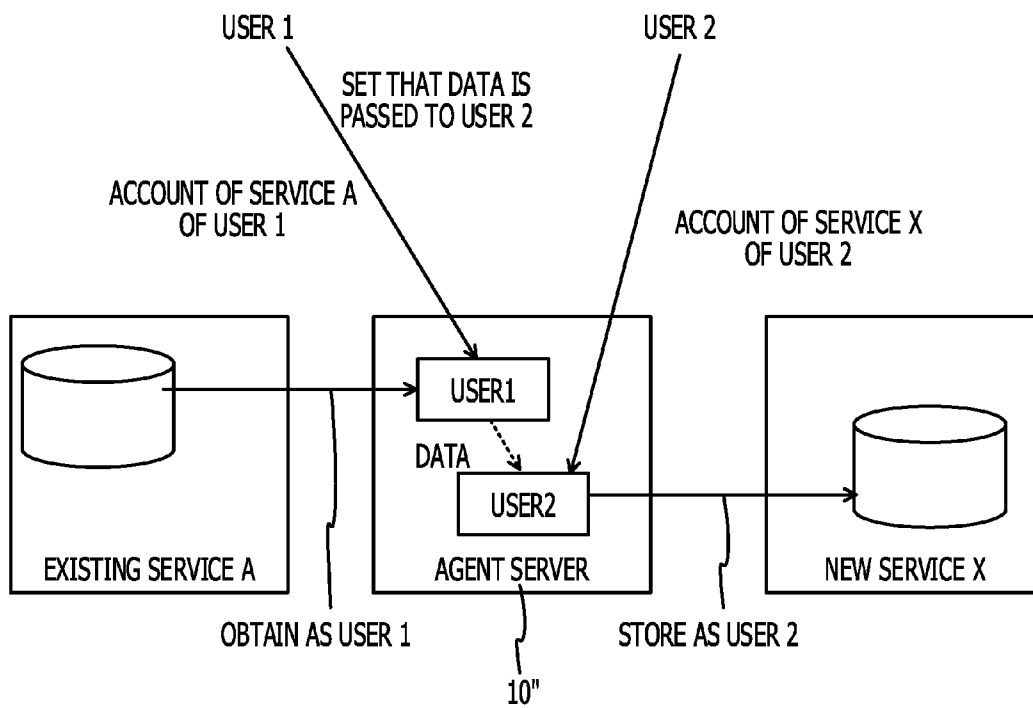 USER 1
USER 2
SET THAT DATA IS
PASSED TO USER 2
ACCOUNT OF SERVICE A
OF USER 1
ACCOUNT OF SERVICE X
OF USER 2
USER1
DATA
USER2
EXISTING SERVICE A
AGENT SERVER
NEW SERVICE X
OBTAIN AS USER 1
STORE AS USER 2
10"